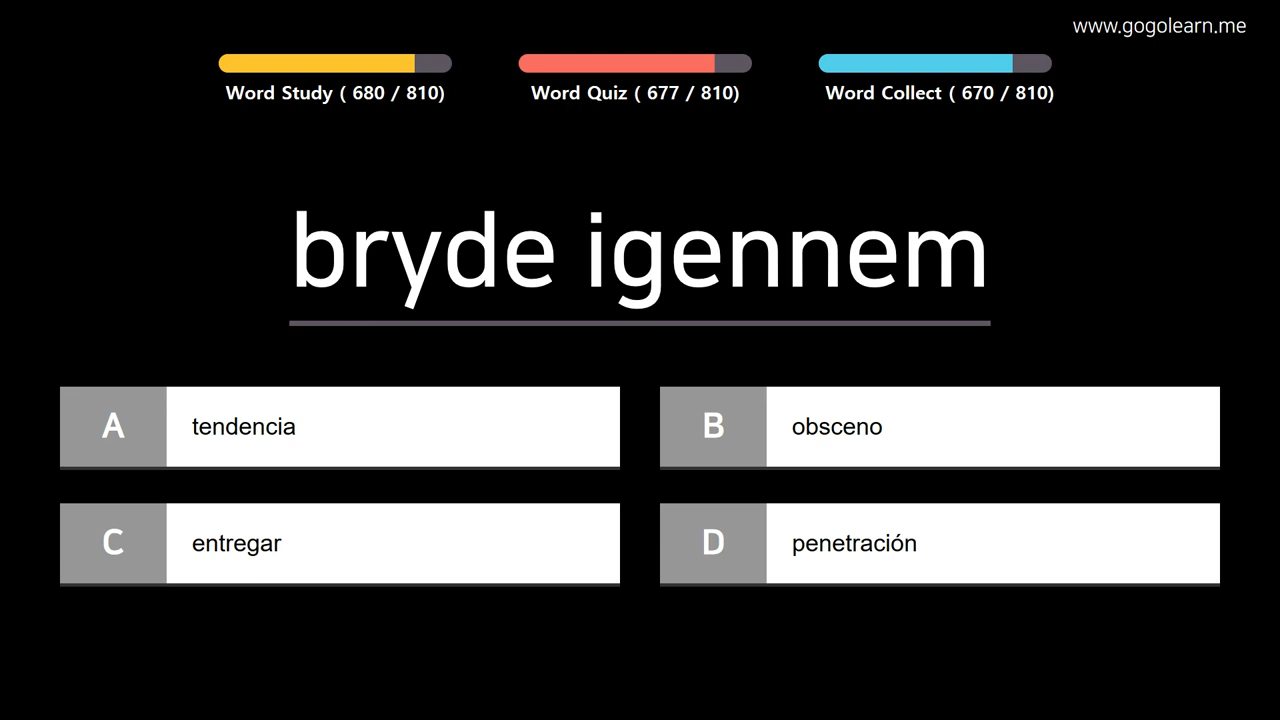 www.gogolearn.me
Word Study ( 680 / 810)
Word Quiz ( 677 / 810)
Word Collect ( 670 / 810)
bryde igennem
A tendencia
B obsceno
C entregar
D penetración